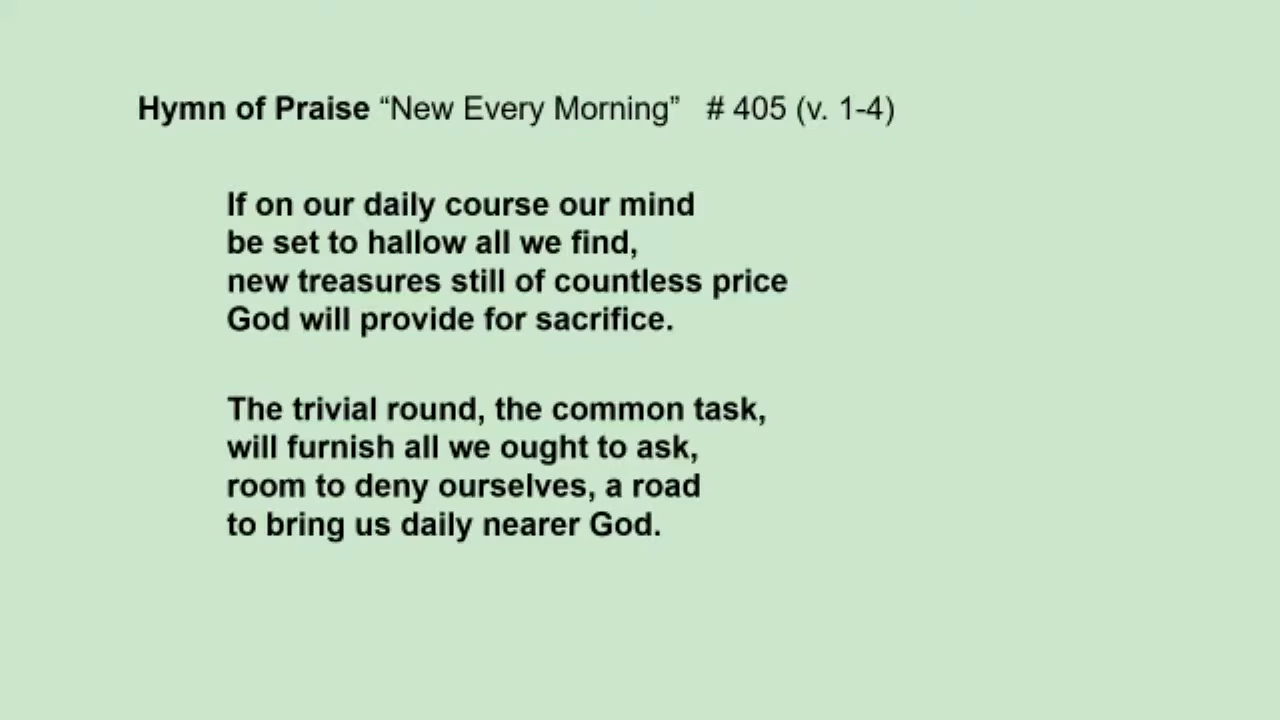 Hymn of Praise “New Every Morning” # 405 (v. 1-4)
If on our daily course our mind
be set to hallow all we find,
new treasures still of countless price
God will provide for sacrifice.
The trivial round, the common task,
will furnish all we ought to ask,
room to deny ourselves, a road
to bring us daily nearer God.